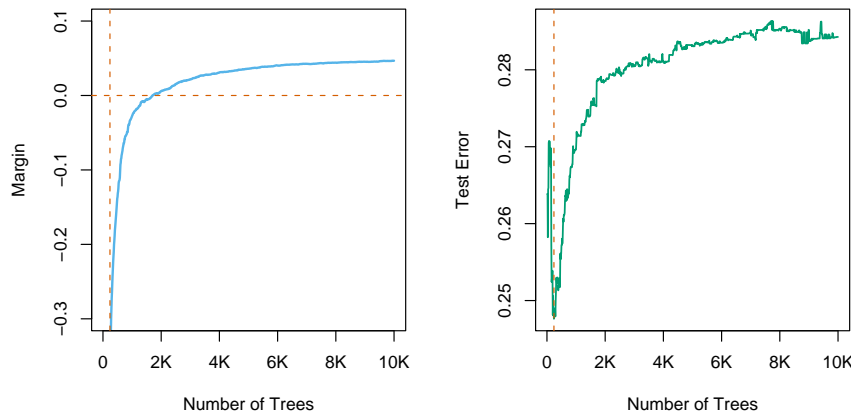 Margin
0.1
0.0
−0.1
−0.2
−0.3
0 2K 4K 6K 8K 10K
Number of Trees
Test Error
0.28
0.27
0.26
0.25
0 2K 4K 6K 8K 10K
Number of Trees